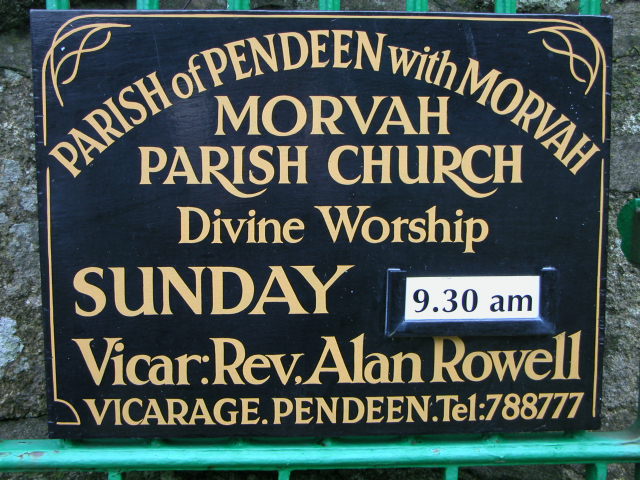 PARISH of PENDEEN with MORVAH
MORVAH
PARISH CHURCH
Divine Worship
SUNDAY 9.30 am
Vicar: Rev. Alan Rowell
VICARAGE. PENDEEN. Tel: 788777